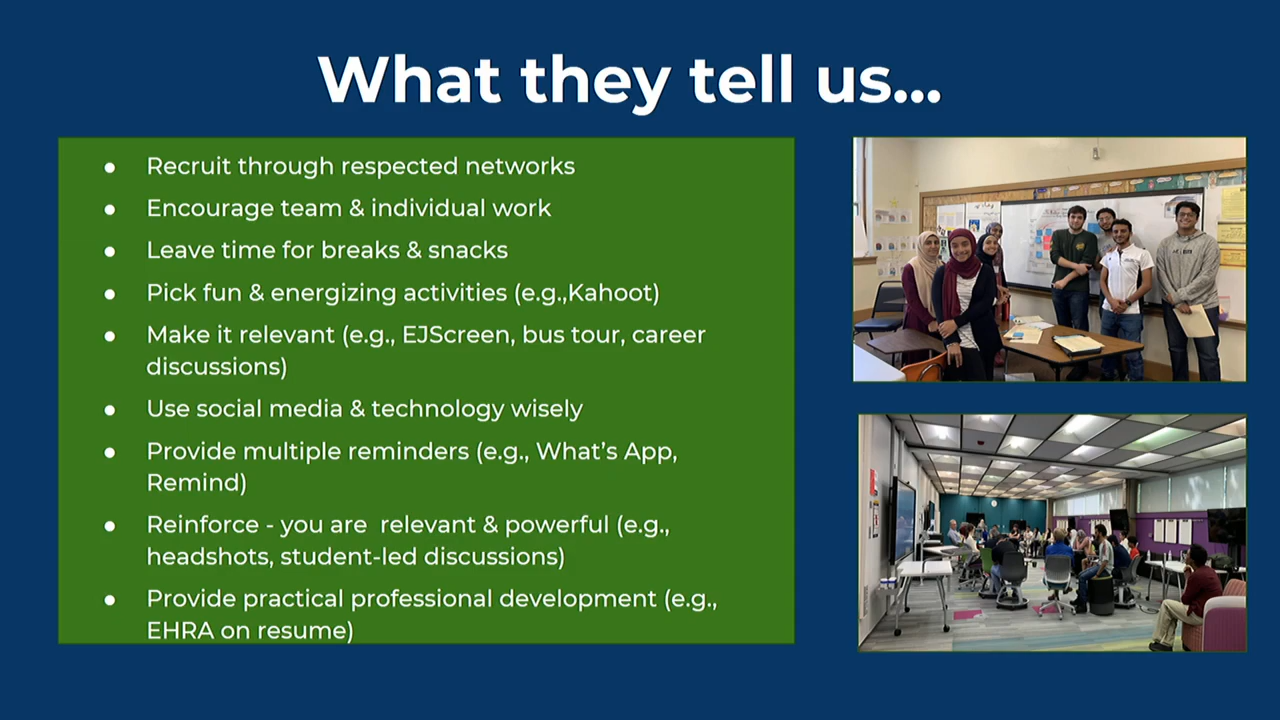 What they tell us...
● Recruit through respected networks
● Encourage team & individual work
● Leave time for breaks & snacks
● Pick fun & energizing activities (e.g.,Kahoot)
● Make it relevant (e.g., EJScreen, bus tour, career
discussions)
● Use social media & technology wisely
● Provide multiple reminders (e.g., What's App,
Remind)
● Reinforce - you are  relevant & powerful (e.g.,
headshots, student-led discussions)
● Provide practical professional development (e.g.,
EHRA on resume)